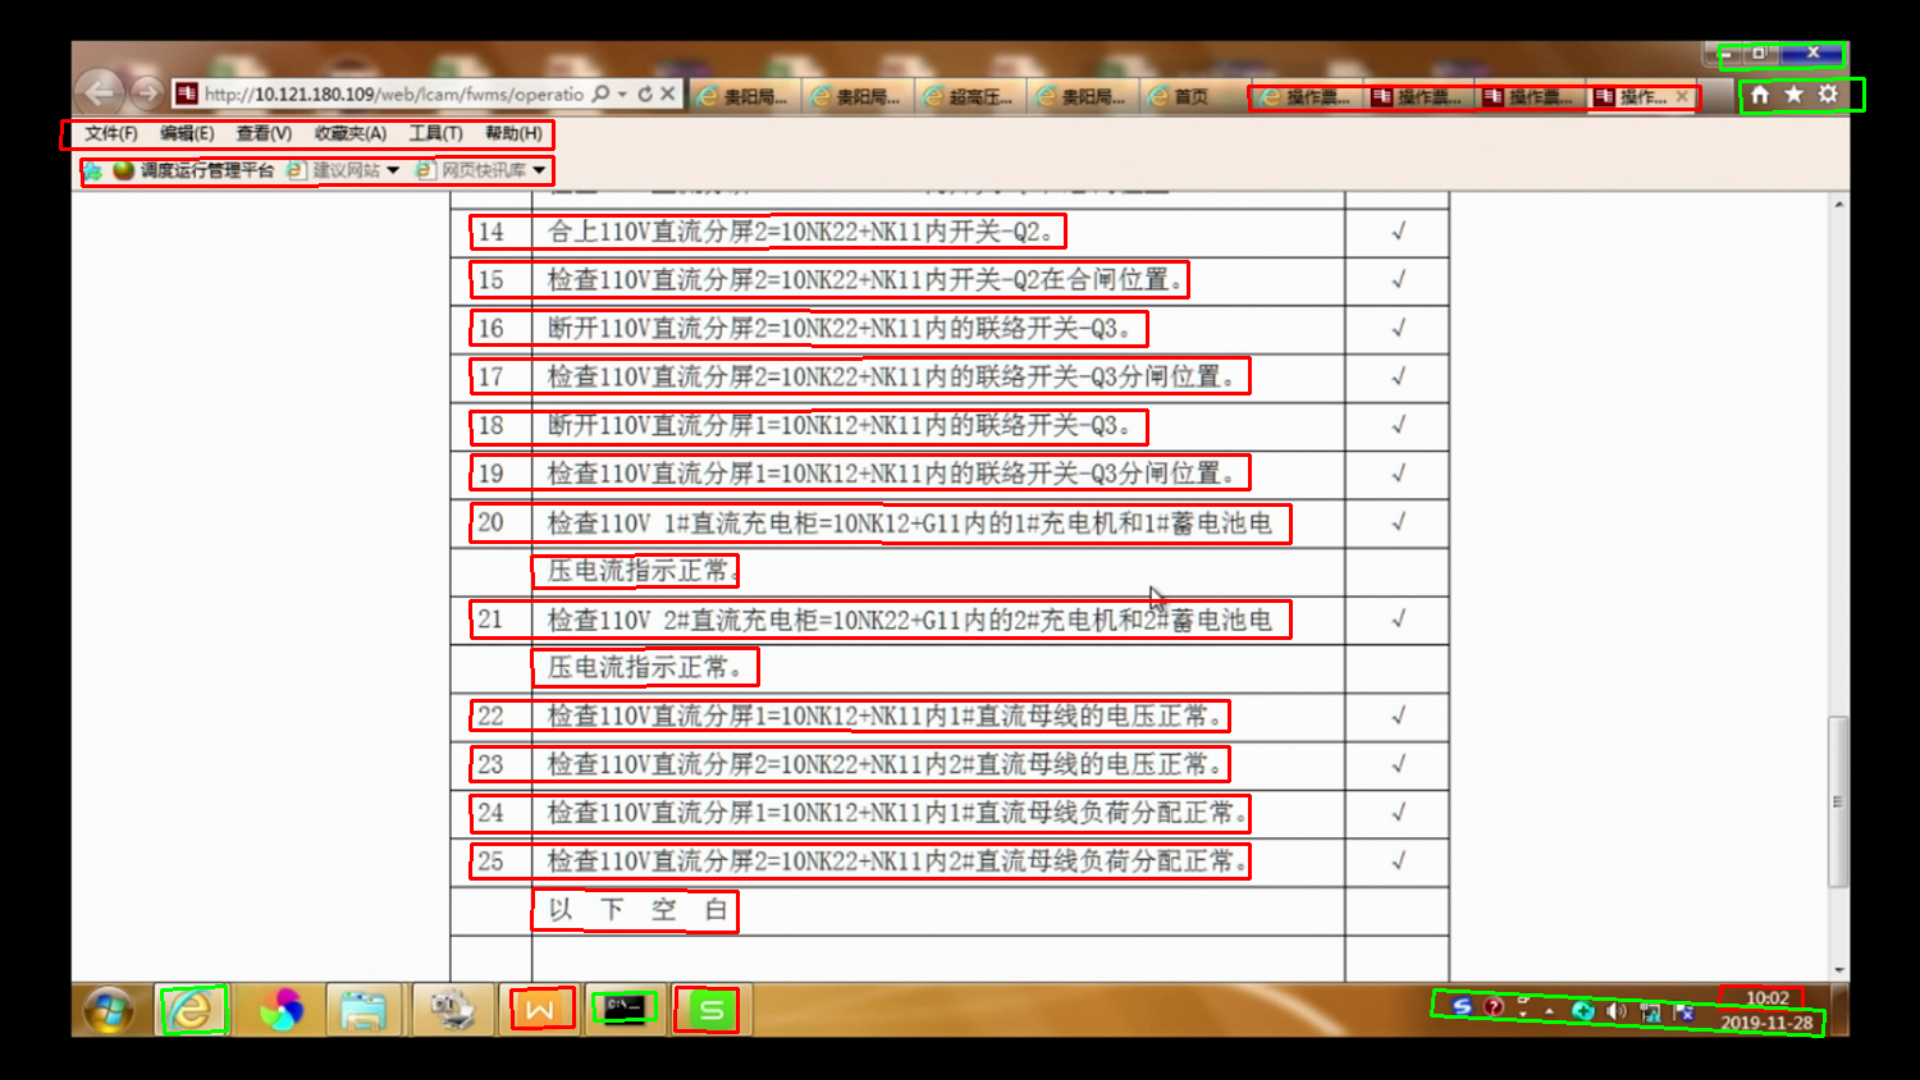 http://10.121.180.109/web/lcam/fwms/operatio 贵阳局... 贵阳局... 超高压... 贵阳局... 首页 操作票... 操作票... 操作票... 操作...
文件(F) 编辑(E) 查看(V) 收藏夹(A) 工具(T) 帮助(H)
调度运行管理平台 建议网站 网页快讯库
14 合上110V直流分屏2=10NK22+NK11内开关-Q2。 √
15 检查110V直流分屏2=10NK22+NK11内开关-Q2在合闸位置。 √
16 断开110V直流分屏2=10NK22+NK11内的联络开关-Q3。 √
17 检查110V直流分屏2=10NK22+NK11内的联络开关-Q3分闸位置。 √
18 断开110V直流分屏1=10NK12+NK11内的联络开关-Q3。 √
19 检查110V直流分屏1=10NK12+NK11内的联络开关-Q3分闸位置。 √
20 检查110V 1#直流充电柜=10NK12+G11内的1#充电机和1#蓄电池电 √
压电流指示正常。
21 检查110V 2#直流充电柜=10NK22+G11内的2#充电机和2#蓄电池电 √
压电流指示正常。
22 检查110V直流分屏1=10NK12+NK11内1#直流母线的电压正常。 √
23 检查110V直流分屏2=10NK22+NK11内2#直流母线的电压正常。 √
24 检查110V直流分屏1=10NK12+NK11内1#直流母线负荷分配正常。 √
25 检查110V直流分屏2=10NK22+NK11内2#直流母线负荷分配正常。 √
以 下 空 白
10:02
2019-11-28